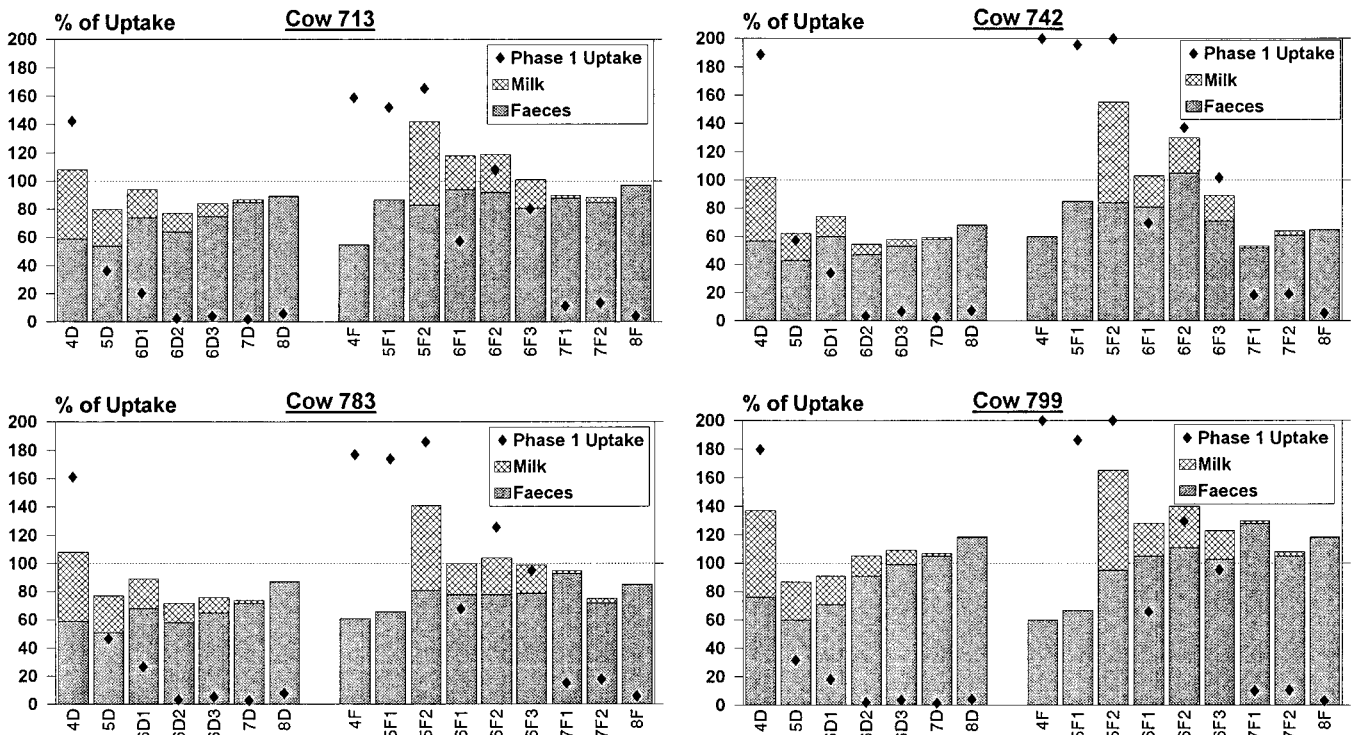 % of Uptake Cow 713
200
180
160
140
120
100
80
60
40
20
0
Phase 1 Uptake
Milk
Faeces
4D 5D 6D1 6D2 6D3 7D 8D 4F 5F1 5F2 6F1 6F2 6F3 7F1 7F2 8F
% of Uptake Cow 742
200
180
160
140
120
100
80
60
40
20
0
Phase 1 Uptake
Milk
Faeces
4D 5D 6D1 6D2 6D3 7D 8D 4F 5F1 5F2 6F1 6F2 6F3 7F1 7F2 8F
% of Uptake Cow 783
200
180
160
140
120
100
80
60
40
20
0
Phase 1 Uptake
Milk
Faeces
4D 5D 6D1 6D2 6D3 7D 8D 4F 5F1 5F2 6F1 6F2 6F3 7F1 7F2 8F
% of Uptake Cow 799
200
180
160
140
120
100
80
60
40
20
0
Phase 1 Uptake
Milk
Faeces
4D 5D 6D1 6D2 6D3 7D 8D 4F 5F1 5F2 6F1 6F2 6F3 7F1 7F2 8F